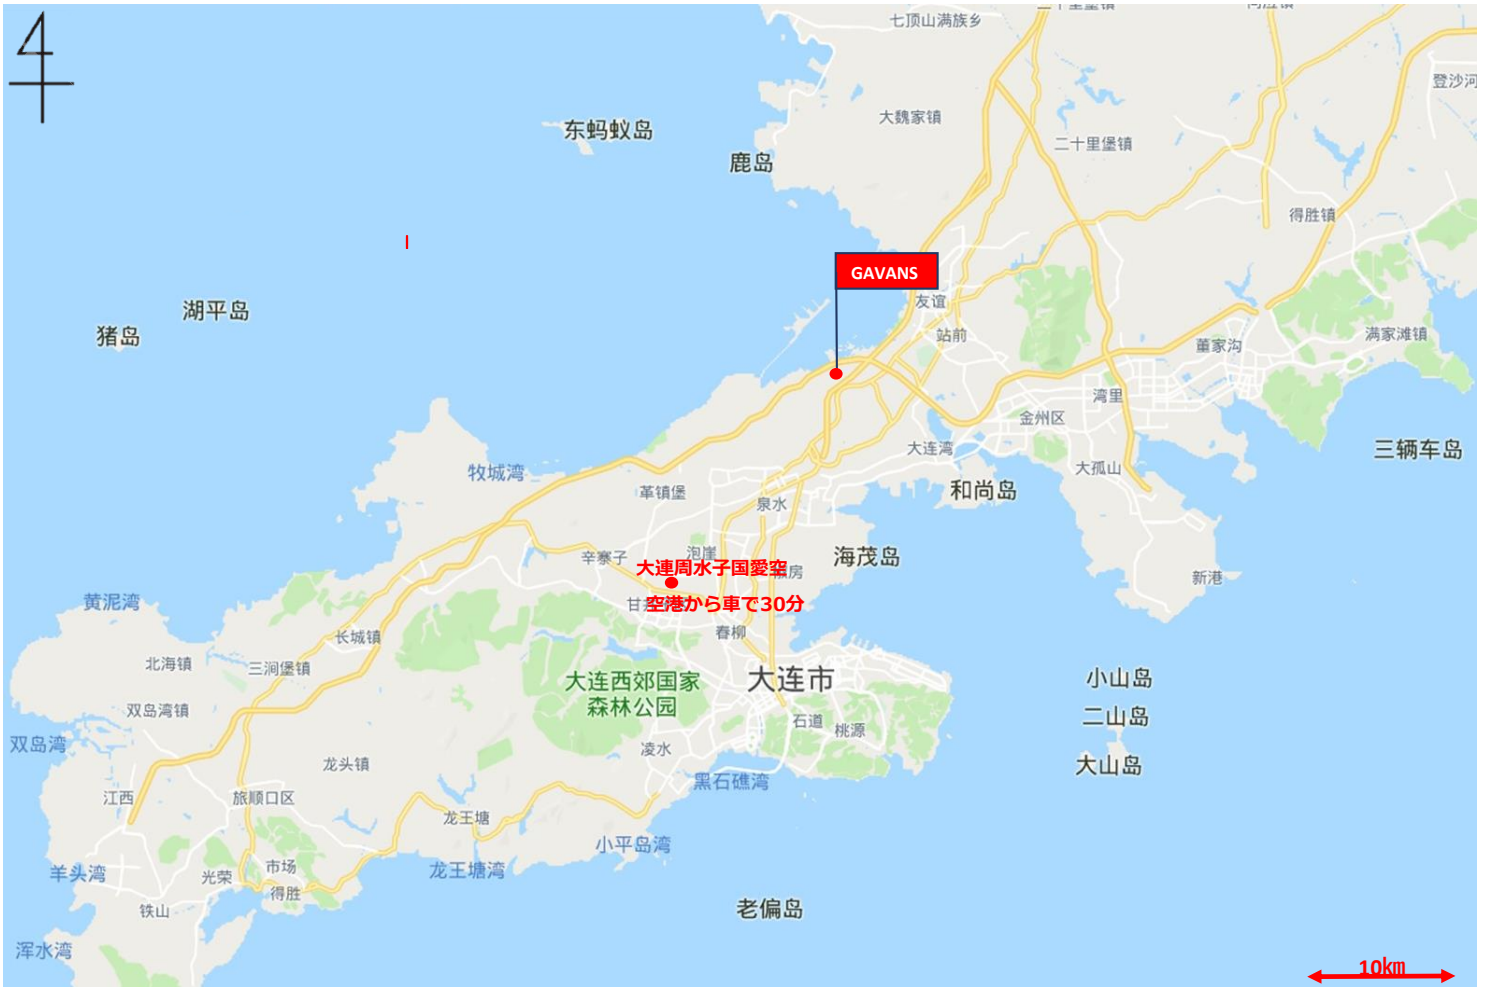 七顶山满族乡
登沙河
大魏家镇
东蚂蚁岛
二十里堡镇
鹿岛
得胜镇
GAVANS
友谊
湖平岛
猪岛
站前
满家滩镇
董家沟
湾里
金州区
大连湾
三辆车岛
大孤山
牧城湾
革镇堡
和尚岛
泉水
泡崖
辛寨子
海茂岛
大連周水子国愛空
房
新港
黄泥湾
甘
空港から車で30分
春柳
长城镇
北海镇
三涧堡镇
大连西郊国家
森林公园
大连市
小山岛
双岛湾镇
二山岛
石道
桃源
双岛湾
凌水
龙头镇
大山岛
黑石礁湾
江西
旅顺口区
龙王塘
小平岛湾
羊头湾
市场
龙王塘湾
光荣
得胜
铁山
老偏岛
浑水湾
10㎞